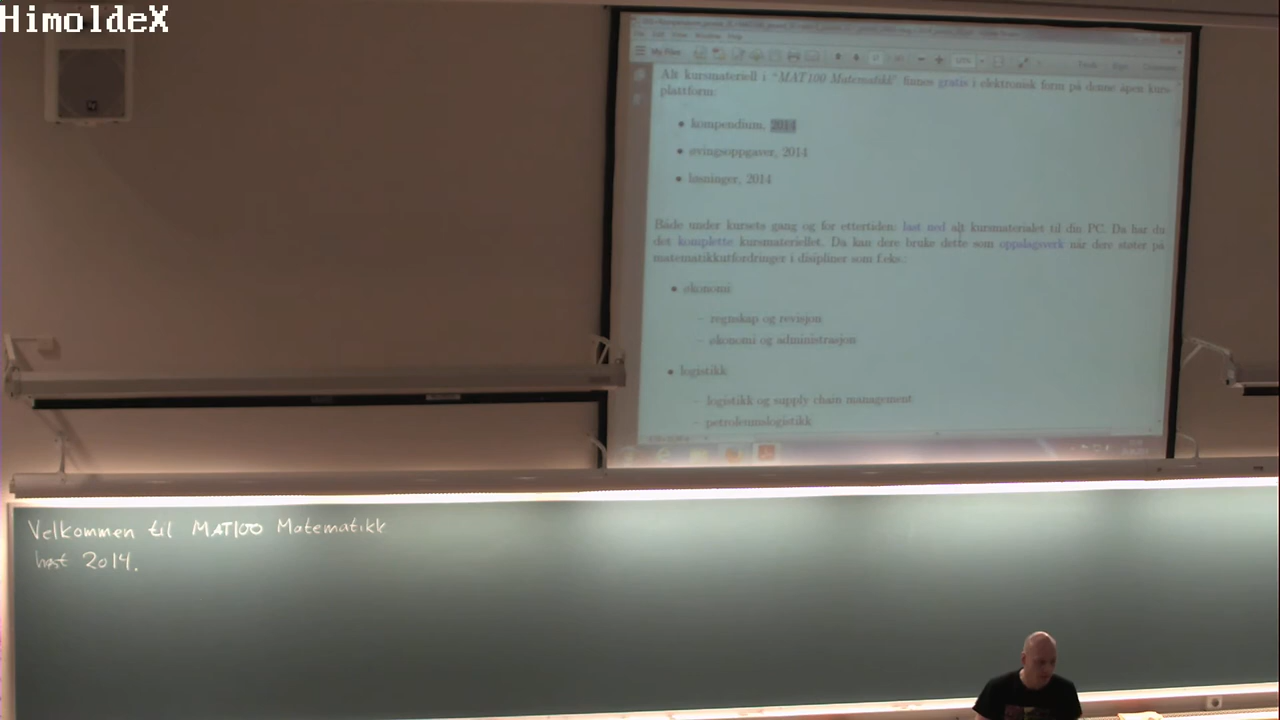 HimoldeX
Alt kursmateriell i "MAT100 Matematikk" finnes gratis i elektronisk form på denne åpen kurs-
plattform:
• kompendium, 2014
• øvingsoppgaver, 2014
• løsninger, 2014
Både under kursets gang og for ettertiden: last ned alt kursmaterialet til din PC. Da har du
det komplette kursmateriellet. Da kan dere bruke dette som oppslagsverk når dere støter på
matematikkutfordringer i disipliner som f.eks.:
• økonomi
– regnskap og revisjon
– økonomi og administrasjon
• logistikk
– logistikk og supply chain management
– petroleumslogistikk
Velkommen til MAT100 Matematikk
høst 2014.